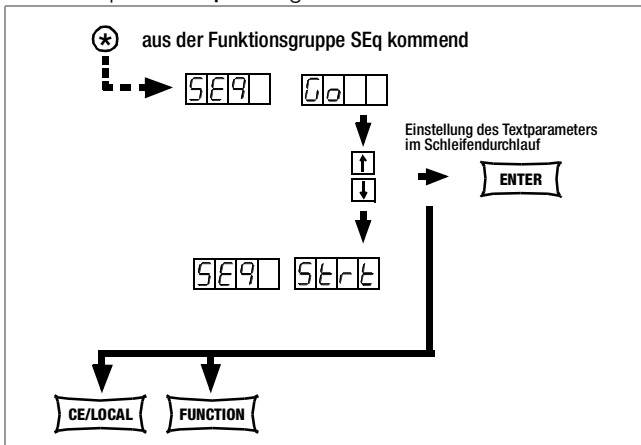 aus der Funktionsgruppe SEq kommend
SEq Go
Einstellung des Textparameters
im Schleifendurchlauf
↑
↓
ENTER
SEq Strt
CE/LOCAL FUNCTION